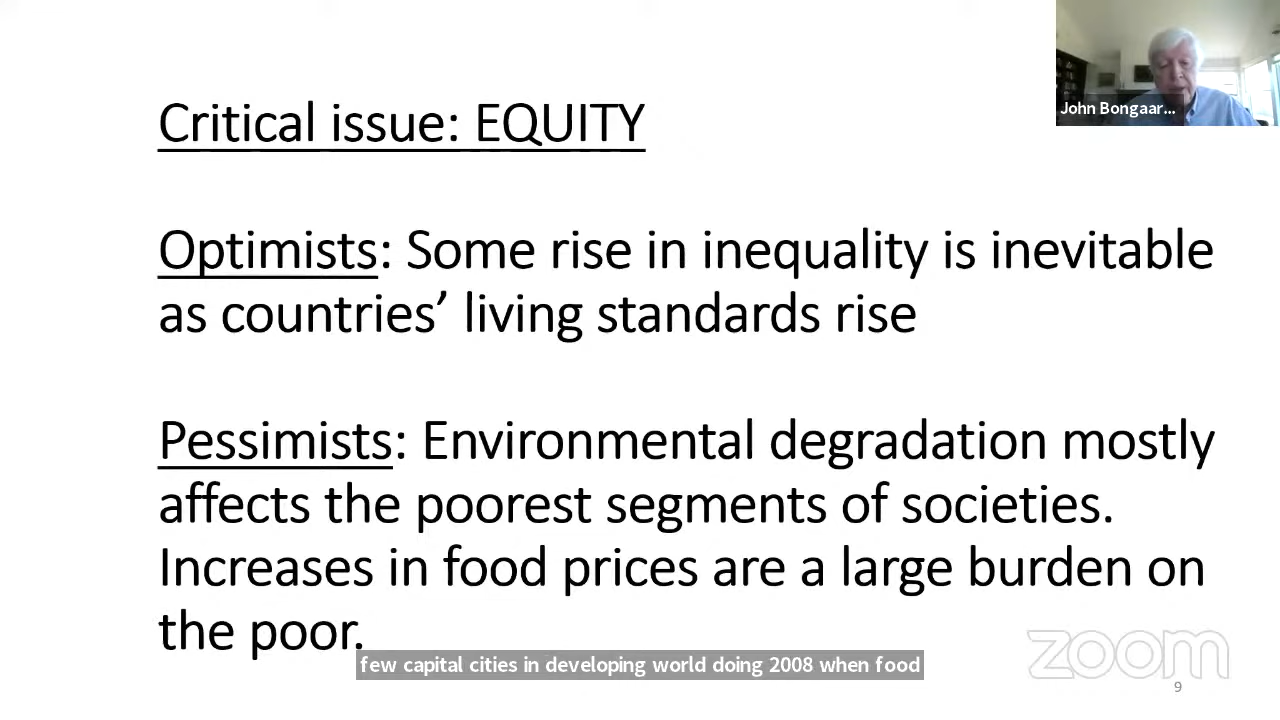 John Bongaar...
Critical issue: EQUITY
Optimists: Some rise in inequality is inevitable
as countries’ living standards rise
Pessimists: Environmental degradation mostly
affects the poorest segments of societies.
Increases in food prices are a large burden on
the poor.
few capital cities in developing world doing 2008 when food
zoom
9